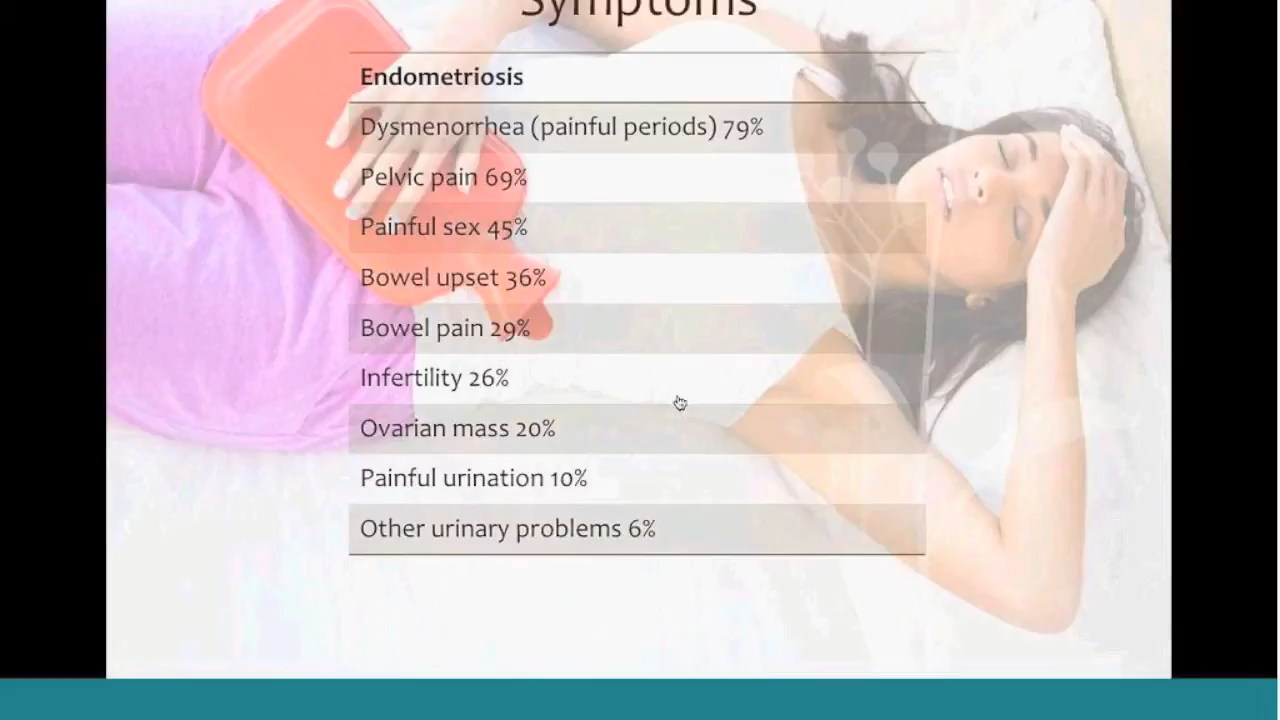 Symptoms
Endometriosis
Dysmenorrhea (painful periods) 79%
Pelvic pain 69%
Painful sex 45%
Bowel upset 36%
Bowel pain 29%
Infertility 26%
Ovarian mass 20%
Painful urination 10%
Other urinary problems 6%